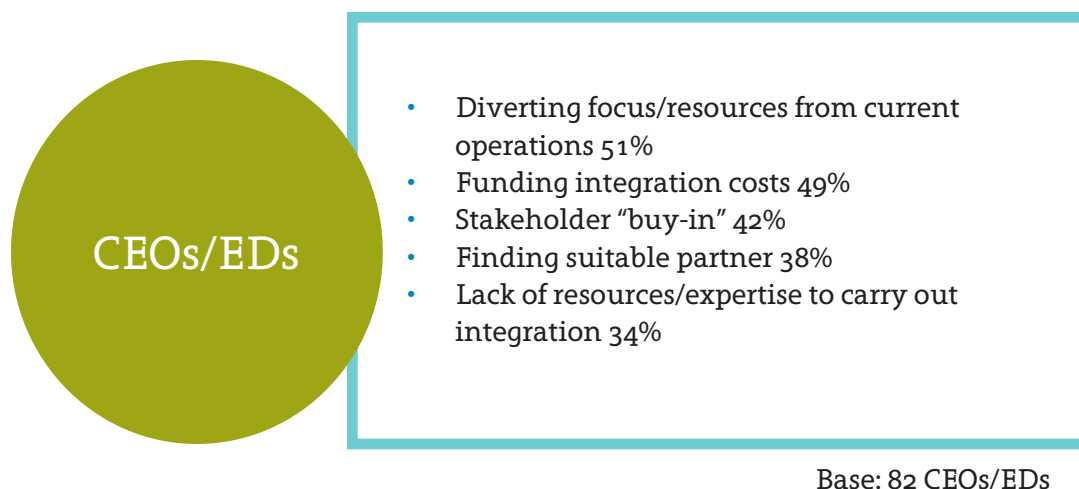 CEOs/EDs
• Diverting focus/resources from current
operations 51%
• Funding integration costs 49%
• Stakeholder “buy-in” 42%
• Finding suitable partner 38%
• Lack of resources/expertise to carry out
integration 34%
Base: 82 CEOs/EDs